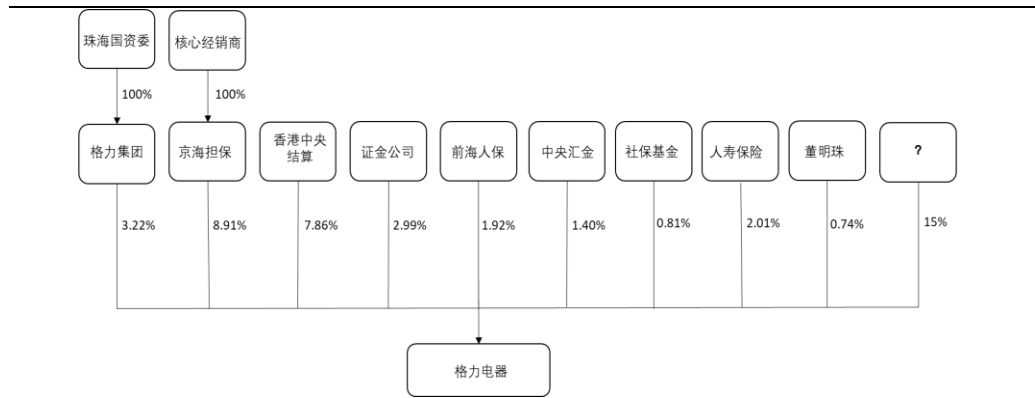 珠海国资委
核心经销商
100%
100%
格力集团
京海担保
香港中央
结算
证金公司
前海人保
中央汇金
社保基金
人寿保险
董明珠
?
3.22%
8.91%
7.86%
2.99%
1.92%
1.40%
0.81%
2.01%
0.74%
15%
格力电器